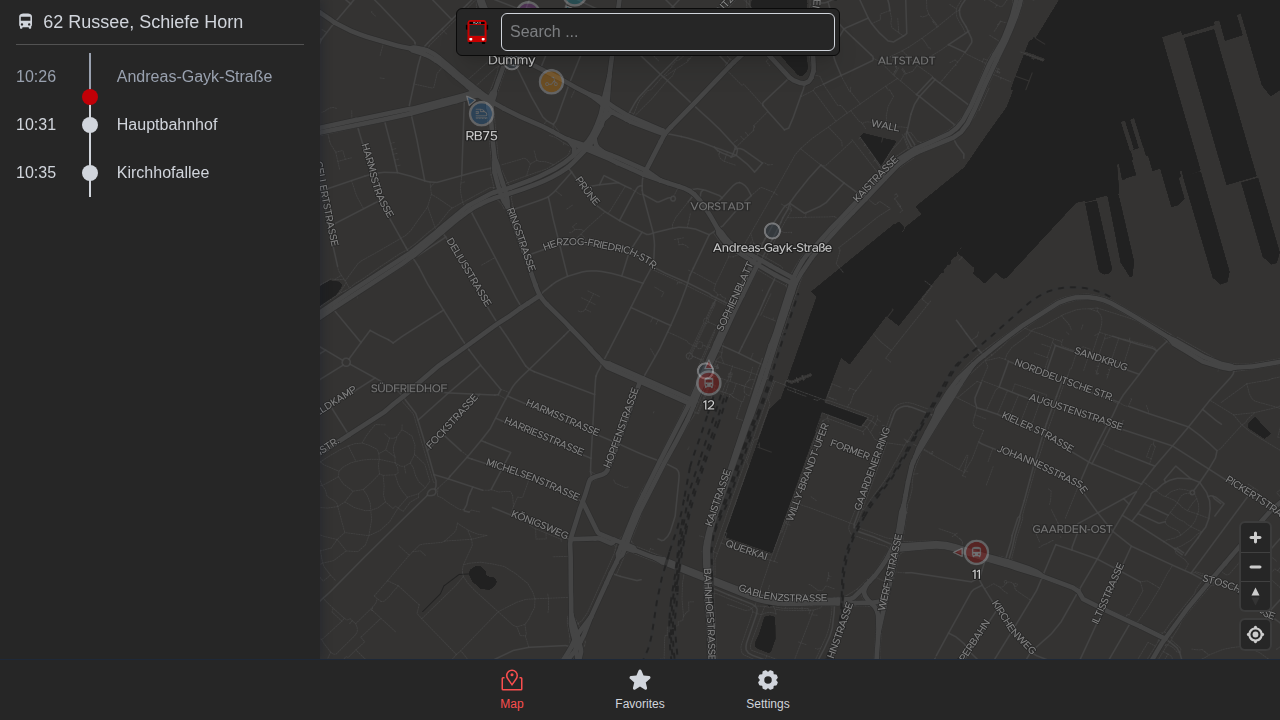 62 Russee, Schiefe Horn
10:26 Andreas-Gayk-Straße
10:31 Hauptbahnhof
10:35 Kirchhofallee
Search ...
Dummy
ALTSTADT
RB75
WALL
HARMSSTRASSE
KAISTRASSE
PRÜNE
VORSTADT
RINGSTRASSE
HERZOG-FRIEDRICH-STR.
Andreas-Gayk-Straße
DELIUSSTRASSE
SOPHIENBLATT
SANDKRUG
NORDDEUTSCHE STR.
SÜDFRIEDHOF
12
AUGUSTENSTRASSE
FOCKSTRASSE
HARMSSTRASSE
HARRIESSTRASSE
HOPFENSTRASSE
KIELER STRASSE
FORMER
GAARDENER RING
WILLY-BRANDT-UFER
JOHANNESSTRASSE
MICHELSENSTRASSE
KAISTRASSE
PICKERTSTRA
KÖNIGSWEG
GAARDEN-OST
QUERKAI
11
WERFTSTRASSE
BAHNHOFSTRASSE
GABLENZSTRASSE
ILTISSTRASSE
STOSCH
KIRCHENWEG
Map
Favorites
Settings